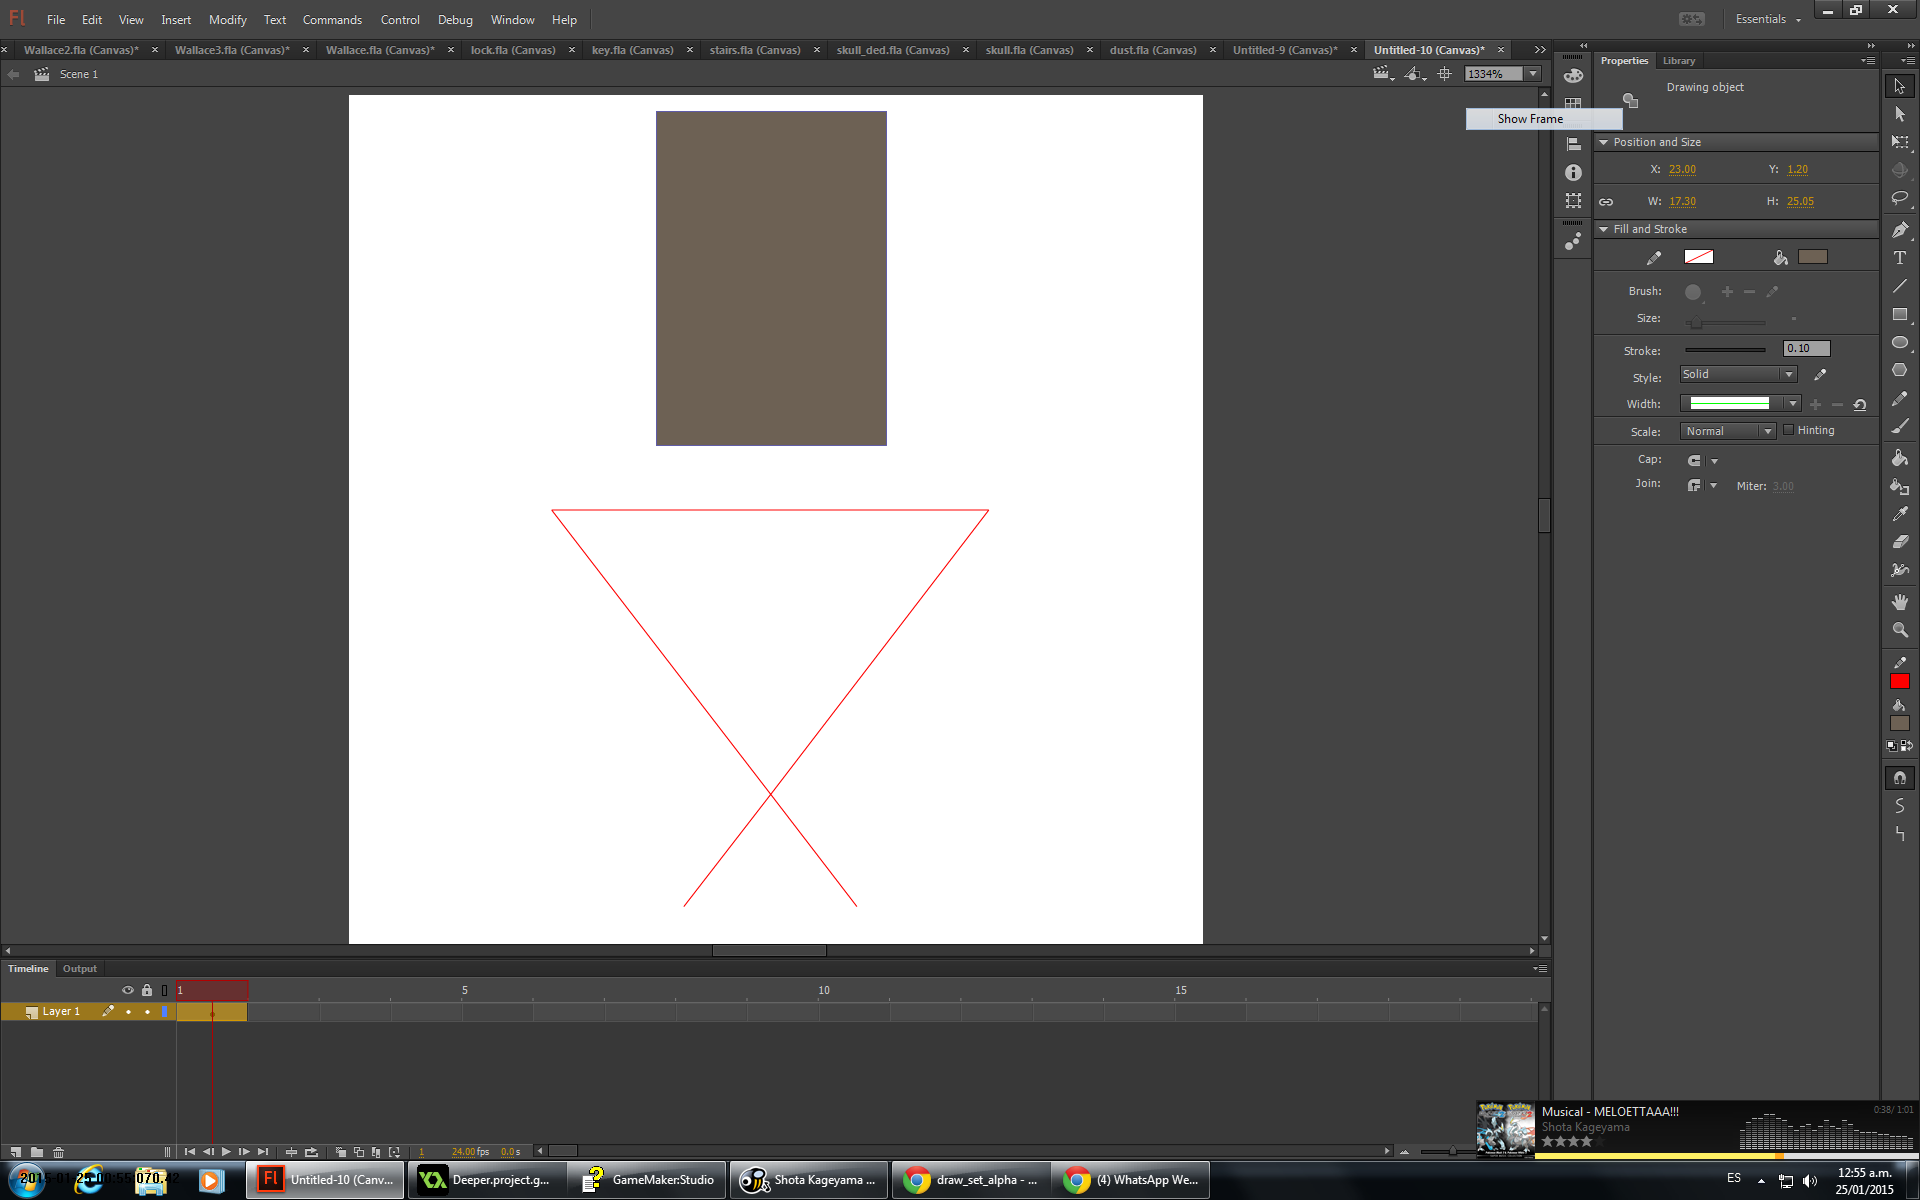 Fl File Edit View Insert Modify Text Commands Control Debug Window Help Essentials
Wallace2.fla (Canvas)* Wallace3.fla (Canvas)* Wallace.fla (Canvas)* lock.fla (Canvas) key.fla (Canvas) stairs.fla (Canvas) skull_ded.fla (Canvas) skull.fla (Canvas) dust.fla (Canvas) Untitled-9 (Canvas)* Untitled-10 (Canvas)*
Scene 1 1334%
Show Frame
Properties Library
Drawing object
Position and Size
X: 23.00 Y: 1.20
W: 17.30 H: 25.05
Fill and Stroke
Brush:
Size:
Stroke: 0.10
Style: Solid
Width:
Scale: Normal Hinting
Cap:
Join: Miter: 3.00
Timeline Output
1 5 10 15
Layer 1
1 24.00 fps 0.0 s
Musical - MELOETTAAA!!! 0:38/ 1:01
Shota Kageyama
Untitled-10 (Canv... Deeper.project.g... GameMaker:Studio Shota Kageyama ... draw_set_alpha - ... (4) WhatsApp We...
ES 12:55 a.m.
25/01/2015